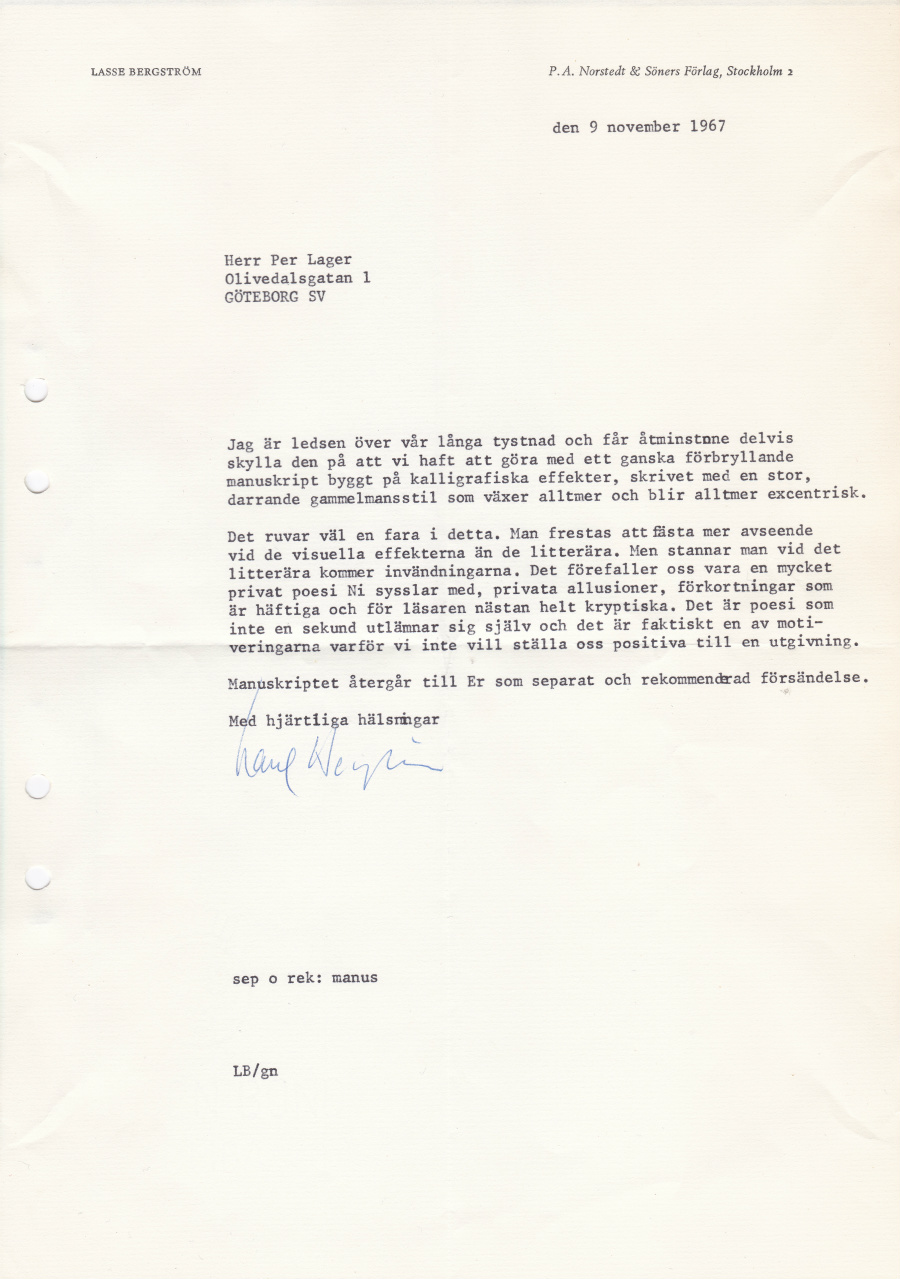 LASSE BERGSTRÖM
P.A. Norstedt & Söners Förlag, Stockholm 2
den 9 november 1967
Herr Per Lager
Olivedalsgatan 1
GÖTEBORG SV
Jag är ledsen över vår långa tystnad och får åtminstnne delvis
skylla den på att vi haft att göra med ett ganska förbryllande
manuskript byggt på kalligrafiska effekter, skrivet med en stor,
darrande gammelmansstil som växer alltmer och blir alltmer excentrisk.
Det ruvar väl en fara i detta. Man frestas att fästa mer avseende
vid de visuella effekterna än de litterära. Men stannar man vid det
litterära kommer invändningarna. Det förefaller oss vara en mycket
privat poesi Ni sysslar med, privata allusioner, förkortningar som
är häftiga och för läsaren nästan helt kryptiska. Det är poesi som
inte en sekund utlämnar sig själv och det är faktiskt en av moti-
veringarna varför vi inte vill ställa oss positiva till en utgivning.
Manuskriptet återgår till Er som separat och rekommenderad försändelse.
Med hjärtliga hälsningar
sep o rek: manus
LB/gn